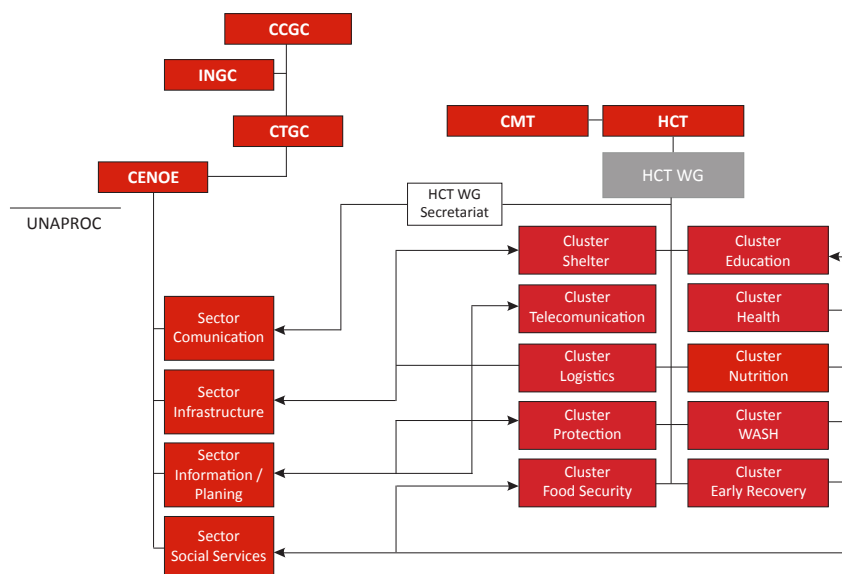 CCGC
INGC
CTGC
CMT
HCT
CENOE
HCT WG
UNAPROC
HCT WG
Secretariat
Cluster
Shelter
Cluster
Education
Cluster
Telecomunication
Cluster
Health
Sector
Comunication
Cluster
Logistics
Cluster
Nutrition
Sector
Infrastructure
Cluster
Protection
Cluster
WASH
Sector
Information /
Planing
Cluster
Food Security
Cluster
Early Recovery
Sector
Social Services